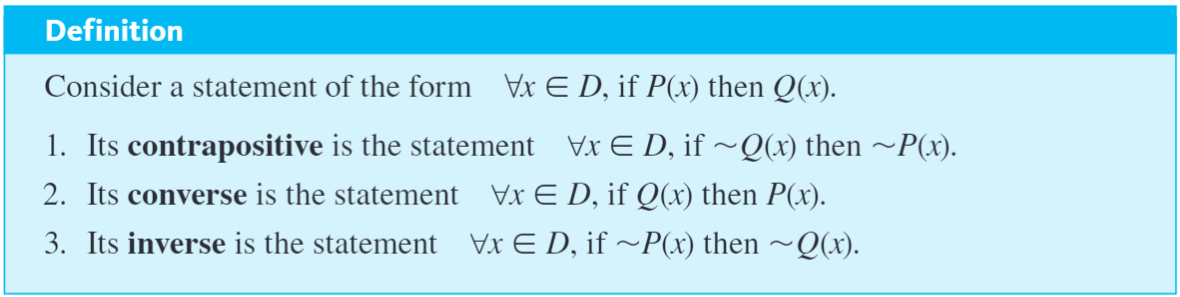 Definition
Consider a statement of the form ∀x ∈ D, if P(x) then Q(x).
1. Its contrapositive is the statement ∀x ∈ D, if ~Q(x) then ~P(x).
2. Its converse is the statement ∀x ∈ D, if Q(x) then P(x).
3. Its inverse is the statement ∀x ∈ D, if ~P(x) then ~Q(x).